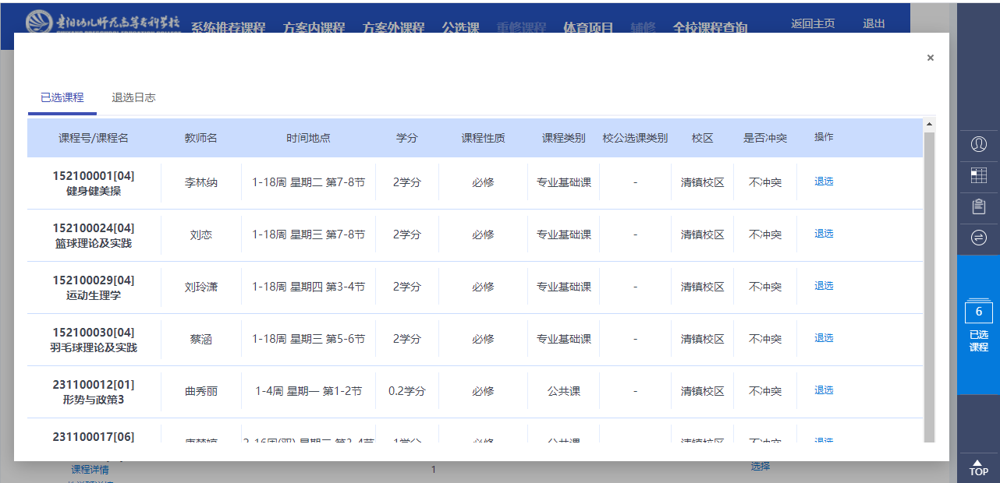 贵阳幼儿师范高等专科学校
系统推荐课程 方案内课程 方案外课程 公选课 重修课程 体育项目 辅修 全校课程查询 返回主页 退出
×
已选课程 退选日志
课程号/课程名 教师名 时间地点 学分 课程性质 课程类别 校公选课类别 校区 是否冲突 操作
152100001[04]
健身健美操 李林纳 1-18周 星期二 第7-8节 2学分 必修 专业基础课 - 清镇校区 不冲突 退选
152100024[04]
篮球理论及实践 刘恋 1-18周 星期三 第7-8节 2学分 必修 专业基础课 - 清镇校区 不冲突 退选
152100029[04]
运动生理学 刘玲潇 1-18周 星期四 第3-4节 2学分 必修 专业基础课 - 清镇校区 不冲突 退选
152100030[04]
羽毛球理论及实践 蔡涵 1-18周 星期三 第5-6节 2学分 必修 专业基础课 - 清镇校区 不冲突 退选
231100012[01]
形势与政策3 曲秀丽 1-4周 星期一 第1-2节 0.2学分 必修 公共课 - 清镇校区 不冲突 退选
231100017[06]
1学分 必修 公共课 清镇校区 不冲突 退选
课程详情 1 选择
6
已选
课程
TOP